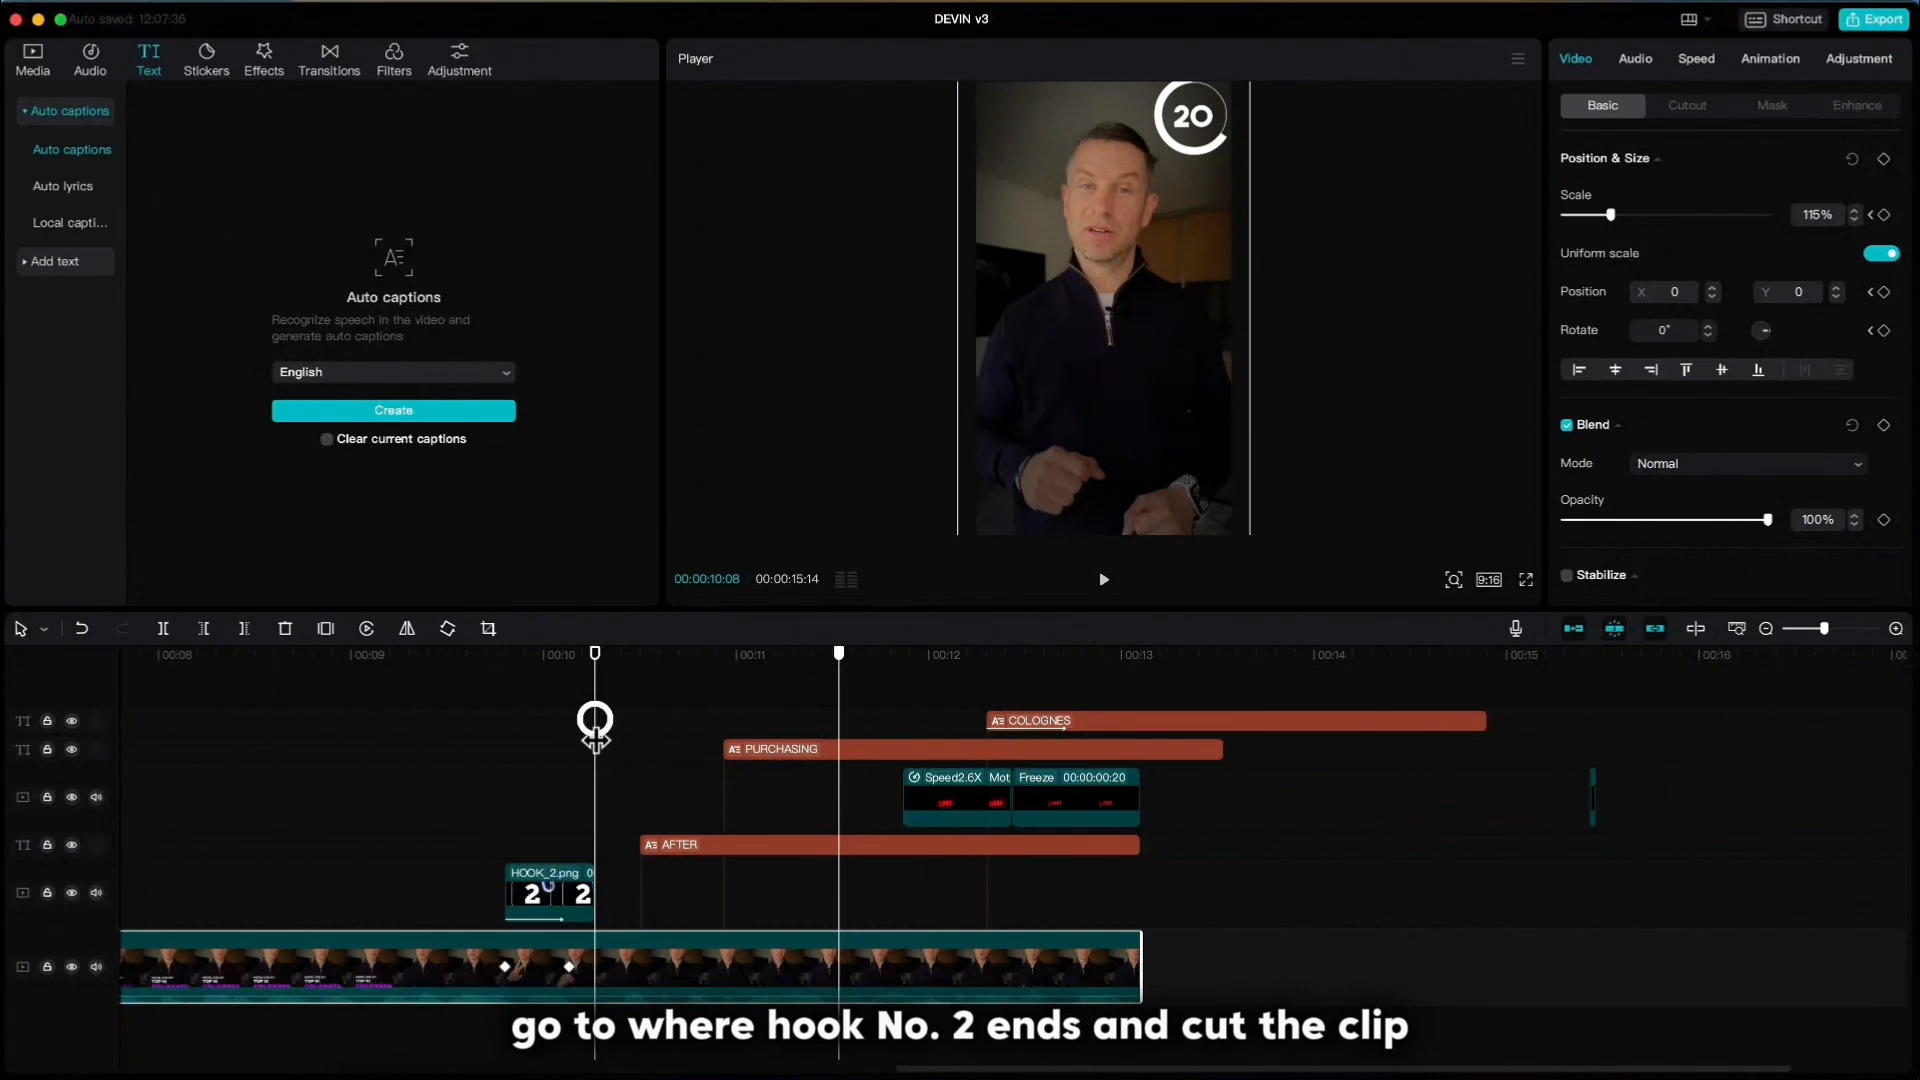 Auto saved: 12:07:36
DEVIN v3
Shortcut
Export
Media
Audio
TI
Text
Stickers
Effects
Transitions
Filters
Adjustment
Player
Video
Audio
Speed
Animation
Adjustment
Auto captions
Auto captions
Auto lyrics
Local capti...
Add text
Auto captions
Recognize speech in the video and
generate auto captions
English
Create
Clear current captions
20
Basic
Cutout
Mask
Enhance
Position & Size
Scale
115%
Uniform scale
Position
X 0
Y 0
Rotate
0°
Blend
Mode
Normal
Opacity
100%
Stabilize
00:00:10:08
00:00:15:14
9:16
00:08
00:09
00:10
00:11
00:12
00:13
00:14
00:15
00:16
TI
COLOGNES
TI
PURCHASING
Speed2.6X Mot
Freeze 00:00:00:20
TI
AFTER
HOOK_2.png 0
2
2
go to where hook No. 2 ends and cut the clip